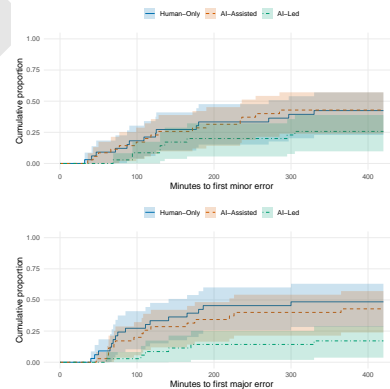 Human−Only AI−Assisted AI−Led
1.00
0.75
0.50
0.25
0.00
Cumulative proportion
0 100 200 300 400
Minutes to first minor error
Human−Only AI−Assisted AI−Led
1.00
0.75
0.50
0.25
0.00
Cumulative proportion
0 100 200 300 400
Minutes to first major error